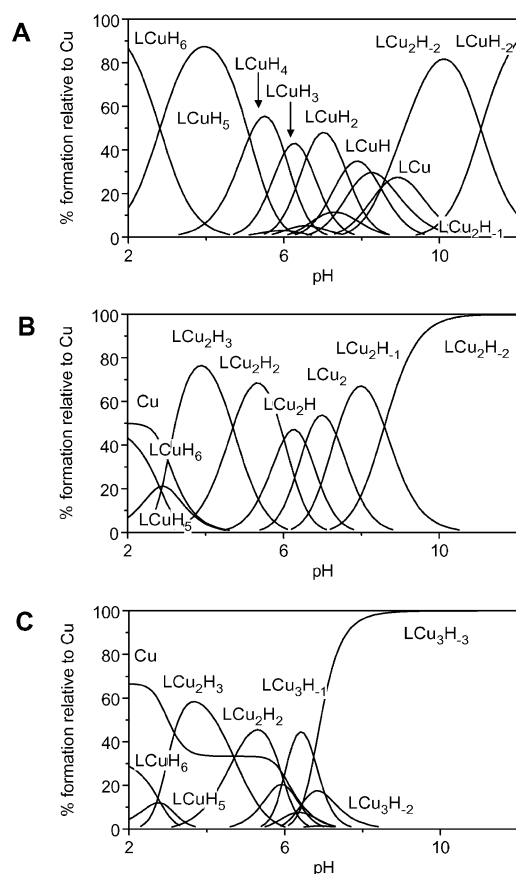 A
% formation relative to Cu
100
80
60
40
20
0
LCuH6
LCuH5
LCuH4
LCuH3
LCuH2
LCuH
LCu
LCu2H-2
LCuH-2
LCu2H-1
2
6
10
pH
B
% formation relative to Cu
100
80
60
40
20
0
Cu
LCuH6
LCuH5
LCu2H3
LCu2H2
LCu2H
LCu2
LCu2H-1
LCu2H-2
2
6
10
pH
C
% formation relative to Cu
100
80
60
40
20
0
Cu
LCuH6
LCuH5
LCu2H3
LCu2H2
LCu3H-1
LCu3H-2
LCu3H-3
2
6
10
pH